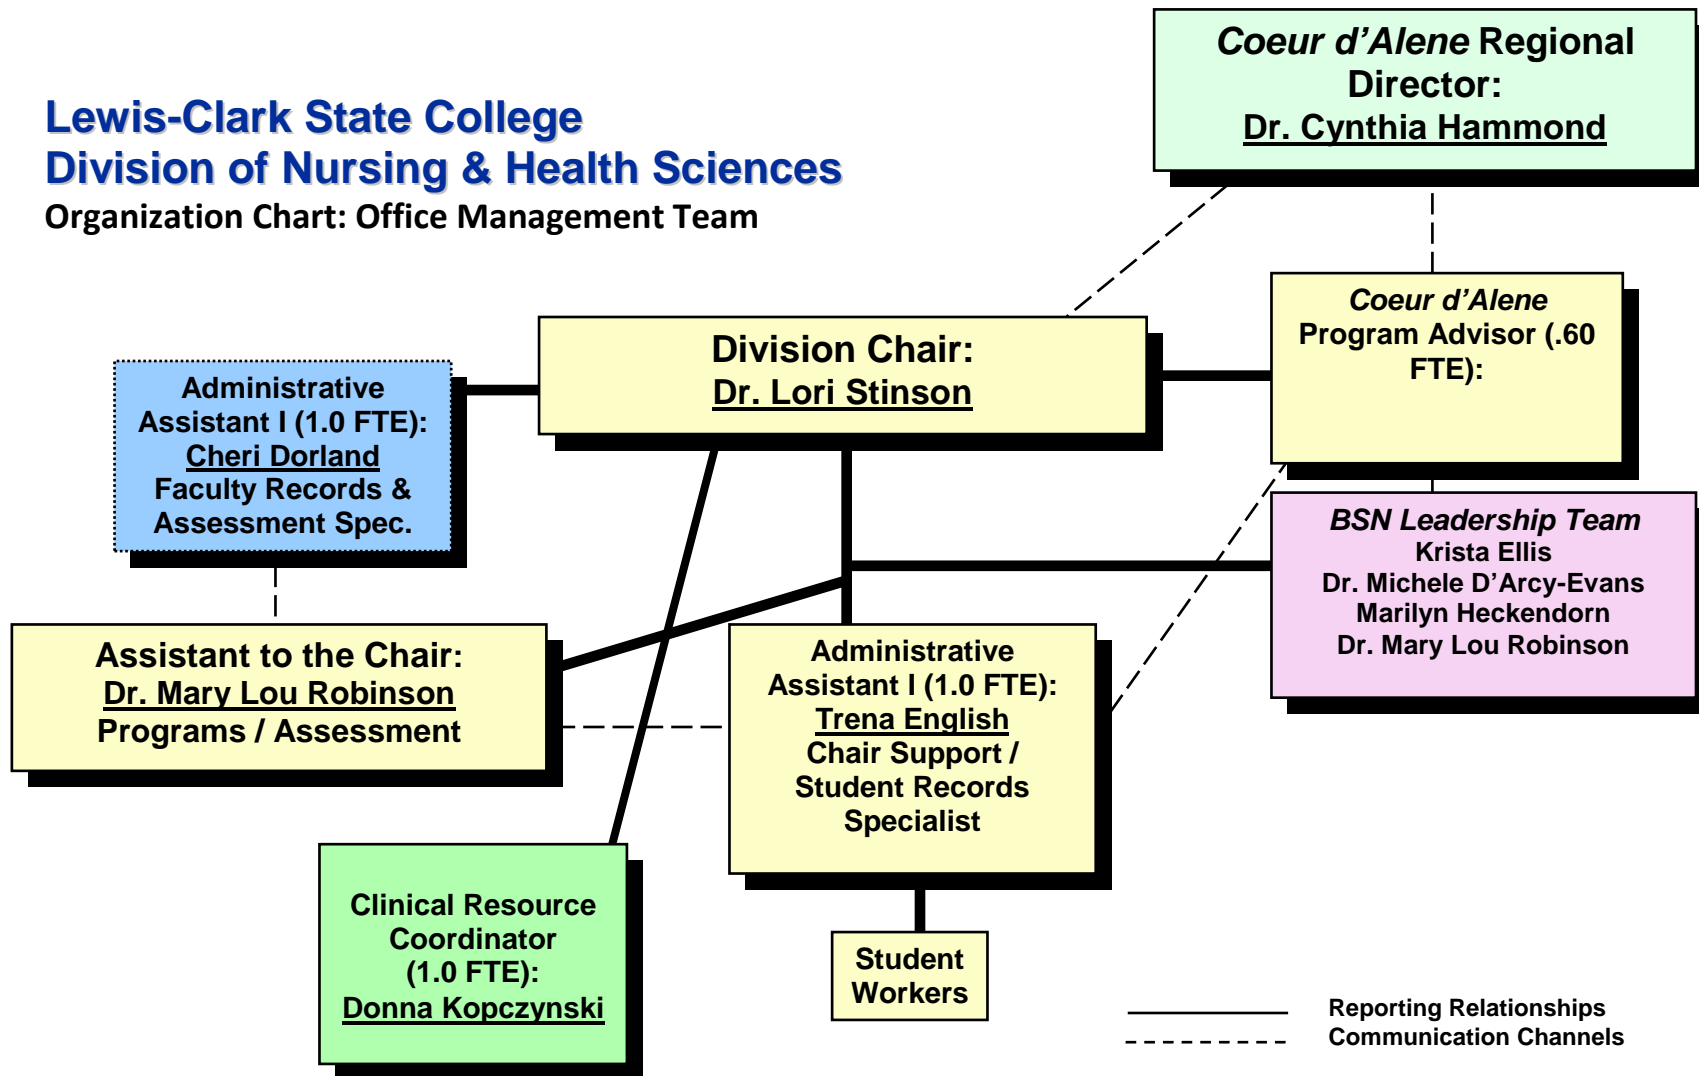 Lewis-Clark State College
Division of Nursing & Health Sciences
Organization Chart: Office Management Team
Coeur d’Alene Regional
Director:
Dr. Cynthia Hammond
Coeur d’Alene
Program Advisor (.60
FTE):
Division Chair:
Dr. Lori Stinson
Administrative
Assistant I (1.0 FTE):
Cheri Dorland
Faculty Records &
Assessment Spec.
BSN Leadership Team
Krista Ellis
Dr. Michele D’Arcy-Evans
Marilyn Heckendorn
Dr. Mary Lou Robinson
Assistant to the Chair:
Dr. Mary Lou Robinson
Programs / Assessment
Administrative
Assistant I (1.0 FTE):
Trena English
Chair Support /
Student Records
Specialist
Clinical Resource
Coordinator
(1.0 FTE):
Donna Kopczynski
Student
Workers
Reporting Relationships
Communication Channels